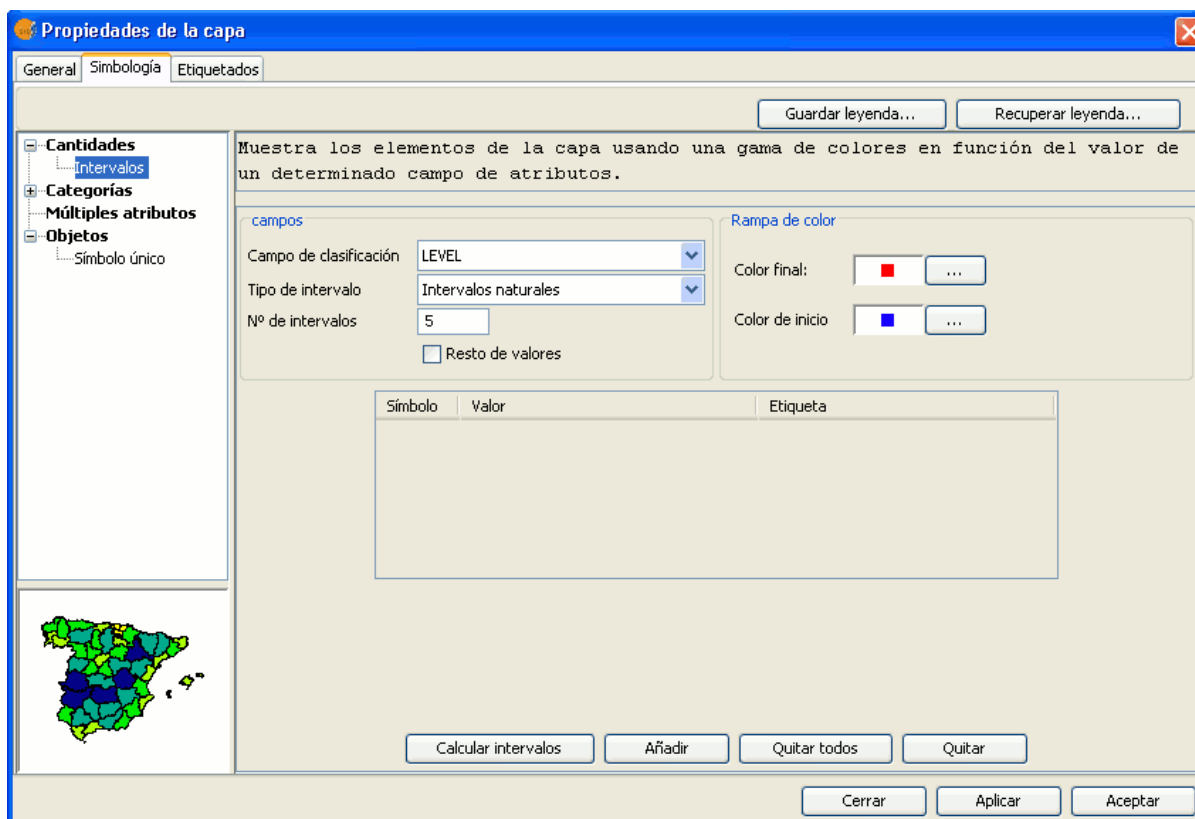 Propiedades de la capa
General Simbología Etiquetados
Guardar leyenda... Recuperar leyenda...
Cantidades
Intervalos
Categorías
Múltiples atributos
Objetos
Símbolo único
Muestra los elementos de la capa usando una gama de colores en función del valor de
un determinado campo de atributos.
campos
Campo de clasificación LEVEL
Tipo de intervalo Intervalos naturales
Nº de intervalos 5
Resto de valores
Rampa de color
Color final: ...
Color de inicio ...
Símbolo Valor Etiqueta
Calcular intervalos Añadir Quitar todos Quitar
Cerrar Aplicar Aceptar